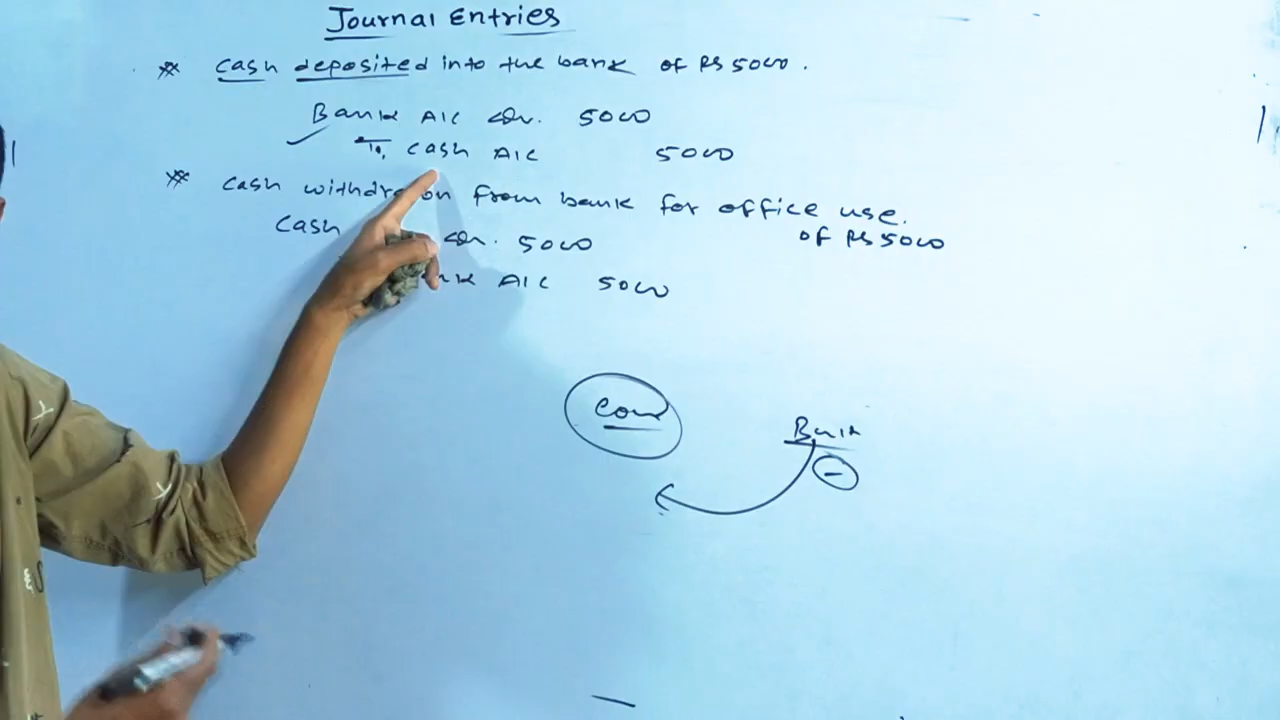 Journal Entries
** cash deposited into the bank of RS 5000.
Bank A/C Dr. 5000
To, cash A/C 5000
** cash withdr on from bank for office use.
of RS 5000
Cash Dr. 5000
nk A/C 5000
Bank
-